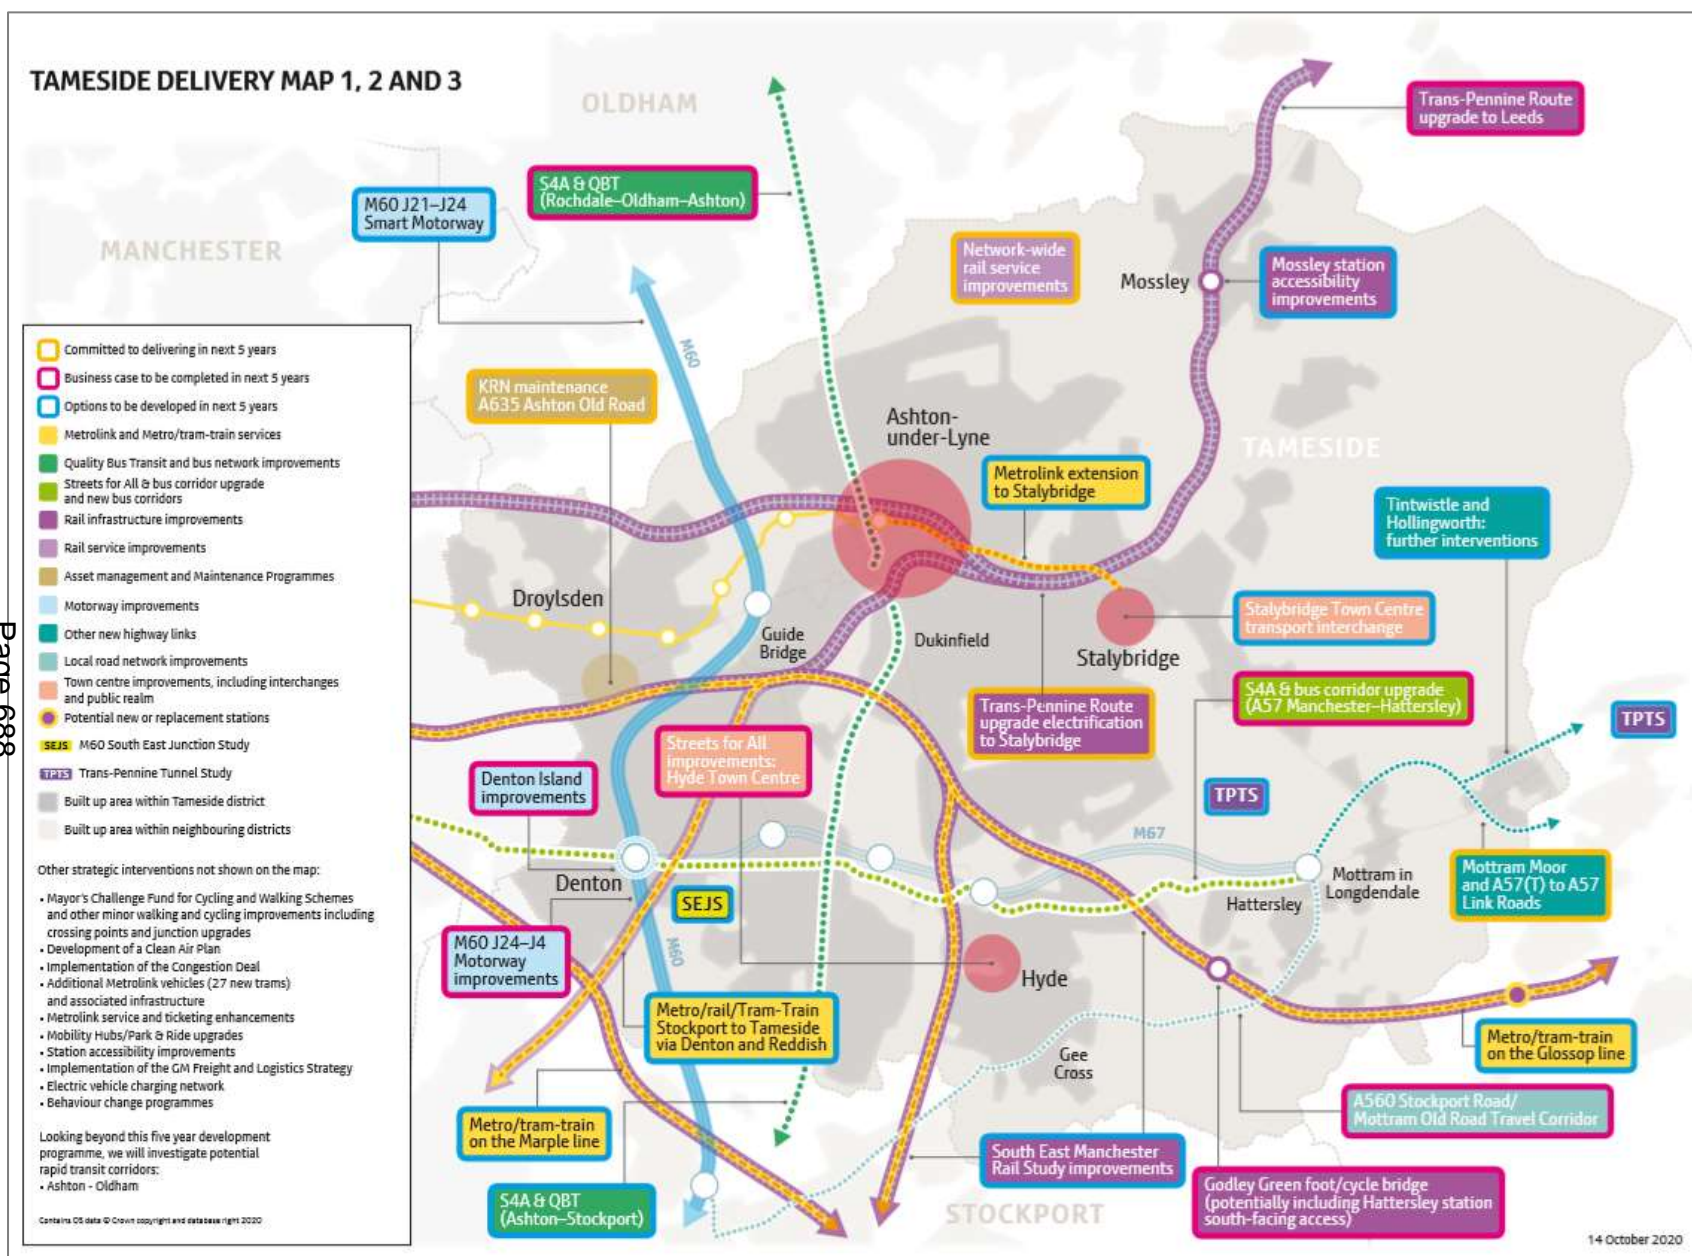 TAMESIDE DELIVERY MAP 1, 2 AND 3
OLDHAM
MANCHESTER
TAMESIDE
STOCKPORT
Trans-Pennine Route
upgrade to Leeds
S4A & QBT
(Rochdale–Oldham–Ashton)
M60 J21–J24
Smart Motorway
Network-wide
rail service
improvements
Mossley
Mossley station
accessibility
improvements
M60
KRN maintenance
A635 Ashton Old Road
Ashton-
under-Lyne
Metrolink extension
to Stalybridge
Tintwistle and
Hollingworth:
further interventions
Droylsden
Guide
Bridge
Dukinfield
Stalybridge
Stalybridge Town Centre
transport interchange
Trans-Pennine Route
upgrade electrification
to Stalybridge
S4A & bus corridor upgrade
(A57 Manchester–Hattersley)
TPTS
TPTS
Streets for All
improvements:
Hyde Town Centre
Denton Island
improvements
M67
Denton
SEJS
Hattersley
Mottram in
Longdendale
Mottram Moor
and A57(T) to A57
Link Roads
M60 J24–J4
Motorway
improvements
M60
Hyde
Metro/rail/Tram-Train
Stockport to Tameside
via Denton and Reddish
Gee
Cross
Metro/tram-train
on the Glossop line
Metro/tram-train
on the Marple line
A560 Stockport Road/
Mottram Old Road Travel Corridor
South East Manchester
Rail Study improvements
S4A & QBT
(Ashton–Stockport)
Godley Green foot/cycle bridge
(potentially including Hattersley station
south-facing access)
Committed to delivering in next 5 years
Business case to be completed in next 5 years
Options to be developed in next 5 years
Metrolink and Metro/tram-train services
Quality Bus Transit and bus network improvements
Streets for All & bus corridor upgrade
and new bus corridors
Rail infrastructure improvements
Rail service improvements
Asset management and Maintenance Programmes
Motorway improvements
Other new highway links
Local road network improvements
Town centre improvements, including interchanges
and public realm
Potential new or replacement stations
SEJS M60 South East Junction Study
TPTS Trans-Pennine Tunnel Study
Built up area within Tameside district
Built up area within neighbouring districts
Other strategic interventions not shown on the map:
• Mayor's Challenge Fund for Cycling and Walking Schemes
and other minor walking and cycling improvements including
crossing points and junction upgrades
• Development of a Clean Air Plan
• Implementation of the Congestion Deal
• Additional Metrolink vehicles (27 new trams)
and associated infrastructure
• Metrolink service and ticketing enhancements
• Mobility Hubs/Park & Ride upgrades
• Station accessibility improvements
• Implementation of the GM Freight and Logistics Strategy
• Electric vehicle charging network
• Behaviour change programmes
Looking beyond this five year development
programme, we will investigate potential
rapid transit corridors:
• Ashton - Oldham
Contains OS data © Crown copyright and database right 2020
14 October 2020
Page 688